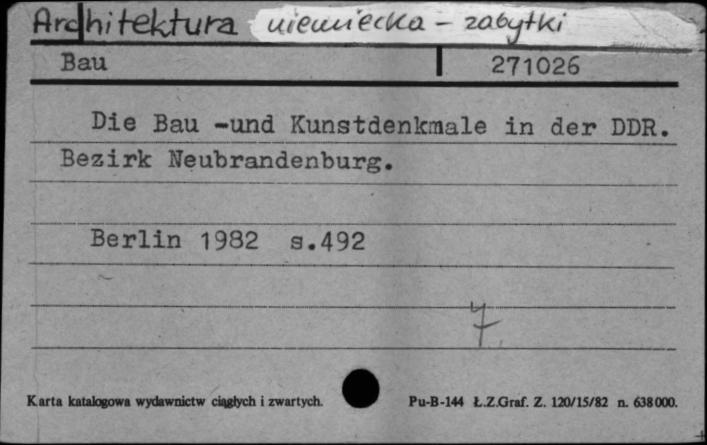 Architektura niemiecka - zabytki
Bau 271026
Die Bau -und Kunstdenkmale in der DDR.
Bezirk Neubrandenburg.
Berlin 1982 s.492
7
Karta katalogowa wydawnictw ciągłych i zwartych. Pu-B-144 Ł.Z.Graf. Z. 120/15/82 n. 638000.